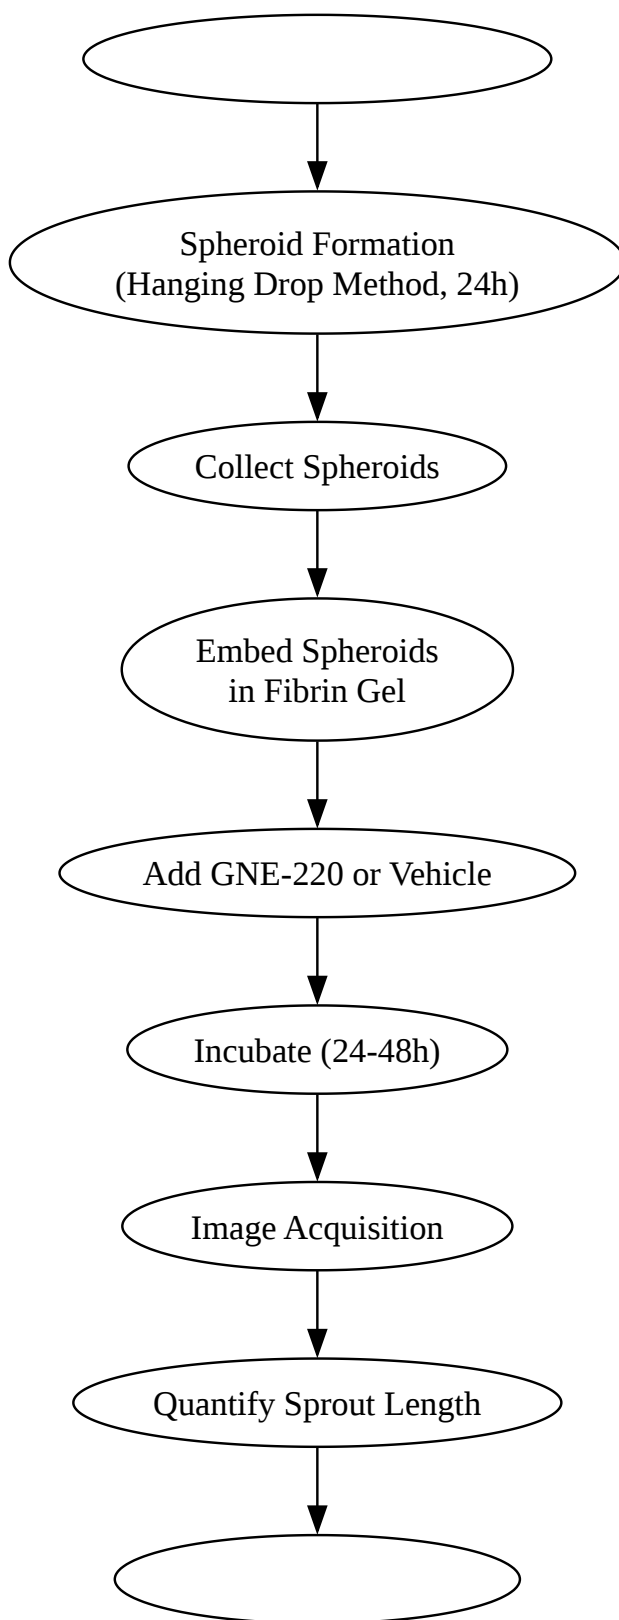 Spheroid Formation
(Hanging Drop Method, 24h)
Collect Spheroids
Embed Spheroids
in Fibrin Gel
Add GNE-220 or Vehicle
Incubate (24-48h)
Image Acquisition
Quantify Sprout Length